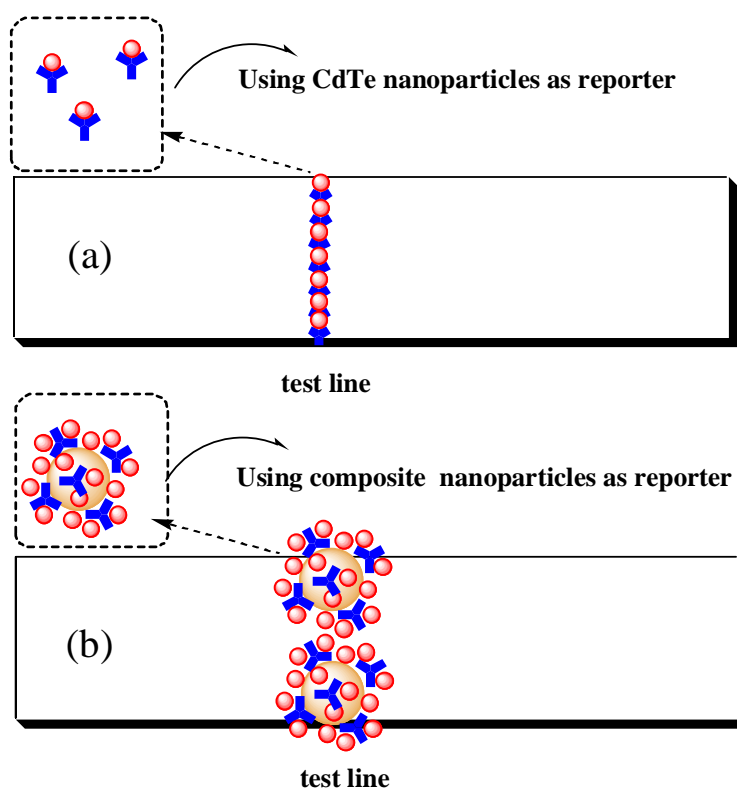 Using CdTe nanoparticles as reporter
(a)
test line
Using composite nanoparticles as reporter
(b)
test line